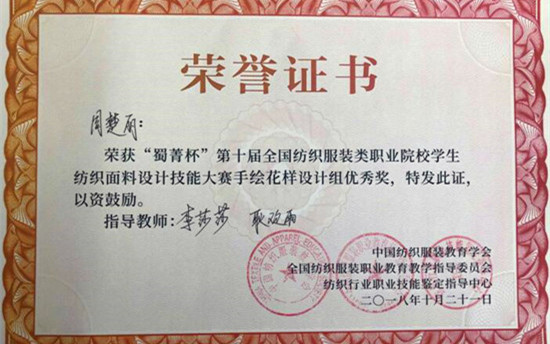 荣誉证书
周楚丽:
荣获“蜀菁杯”第十届全国纺织服装类职业院校学生
纺织面料设计技能大赛手绘花样设计组优秀奖，特发此证，
以资鼓励。
指导教师：李莎莎
中国纺织服装教育学会
全国纺织服装职业教育教学指导委员会
纺织行业职业技能鉴定指导中心
二〇一八年十月二十一日